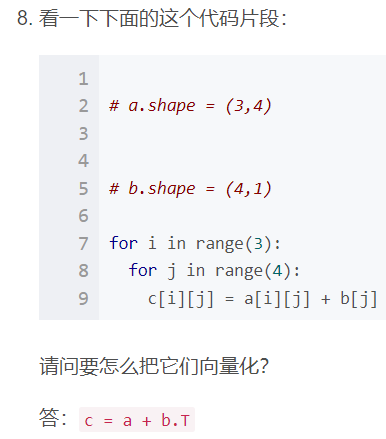 8. 看一下下面的这个代码片段：
1
2 # a.shape = (3,4)
3
4
5 # b.shape = (4,1)
6
7 for i in range(3):
8   for j in range(4):
9     c[i][j] = a[i][j] + b[j]
请问要怎么把它们向量化？
答： c = a + b.T